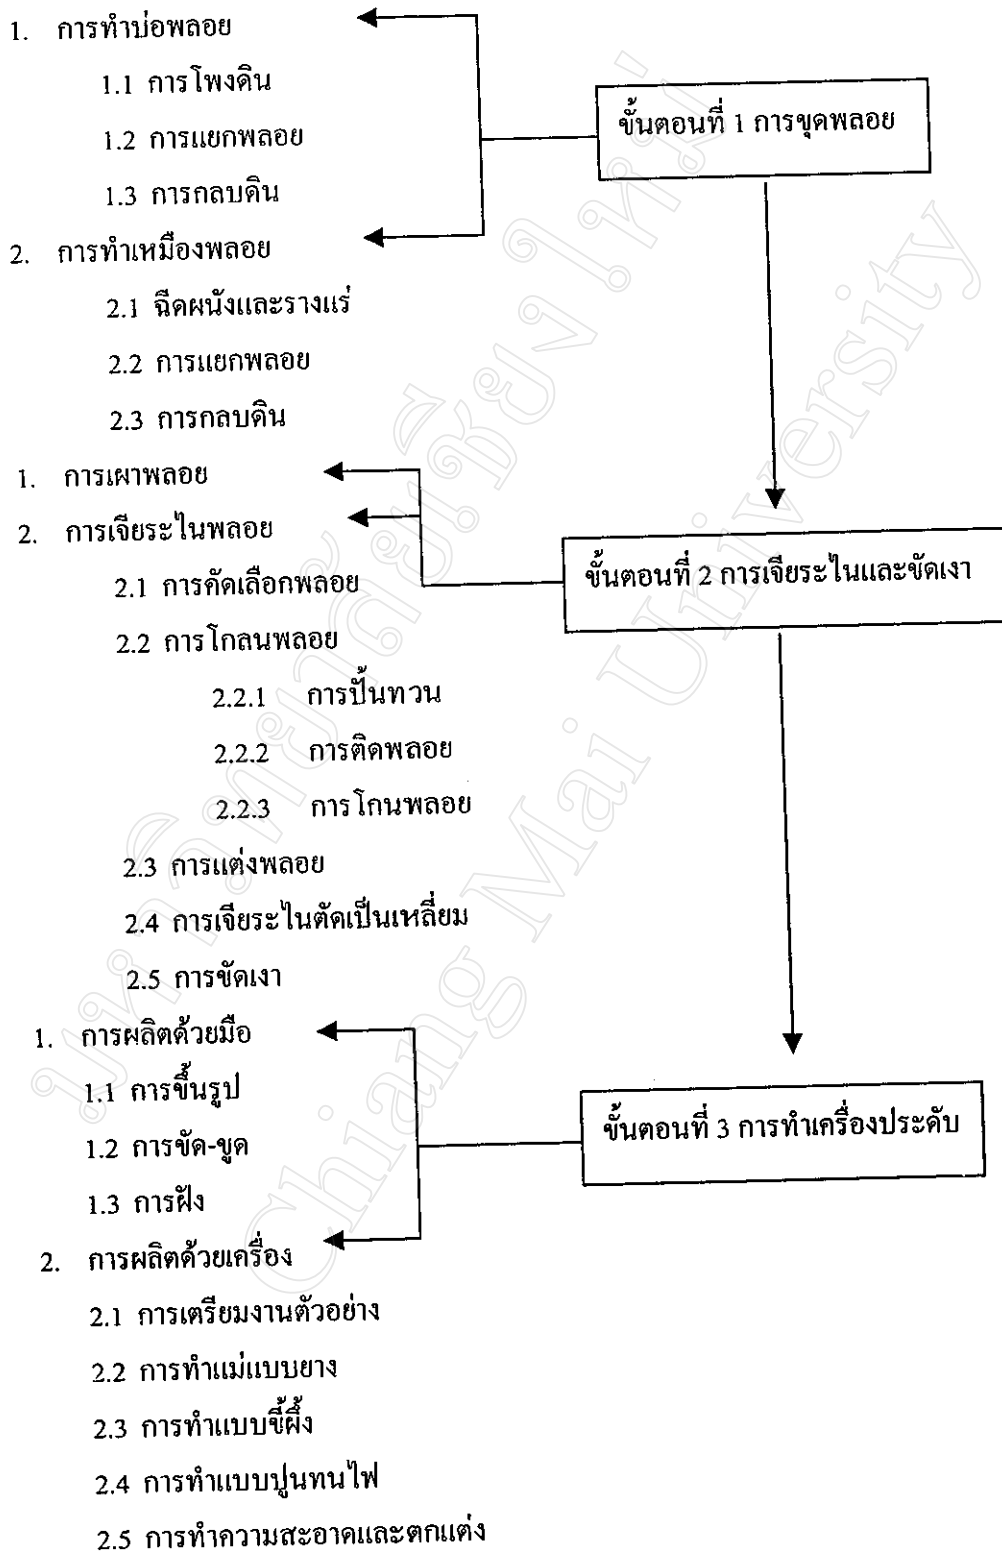 1. การทำบ่อพลอย
1.1 การโพงดิน
1.2 การแยกพลอย
1.3 การกลบดิน
2. การทำเหมืองพลอย
2.1 ฉีดผนังและรางแร่
2.2 การแยกพลอย
2.3 การกลบดิน
ขั้นตอนที่ 1 การขุดพลอย
1. การเผาพลอย
2. การเจียระไนพลอย
2.1 การคัดเลือกพลอย
2.2 การโกลนพลอย
2.2.1 การปั้นทวน
2.2.2 การติดพลอย
2.2.3 การโกนพลอย
2.3 การแต่งพลอย
2.4 การเจียระไนตัดเป็นเหลี่ยม
2.5 การขัดเงา
ขั้นตอนที่ 2 การเจียระไนและขัดเงา
1. การผลิตด้วยมือ
1.1 การขึ้นรูป
1.2 การขัด-ขูด
1.3 การฝัง
2. การผลิตด้วยเครื่อง
2.1 การเตรียมงานตัวอย่าง
2.2 การทำแม่แบบยาง
2.3 การทำแบบขี้ผึ้ง
2.4 การทำแบบปูนทนไฟ
2.5 การทำความสะอาดและตกแต่ง
ขั้นตอนที่ 3 การทำเครื่องประดับ
มหาวิทยาลัยเชียงใหม่
Chiang Mai University